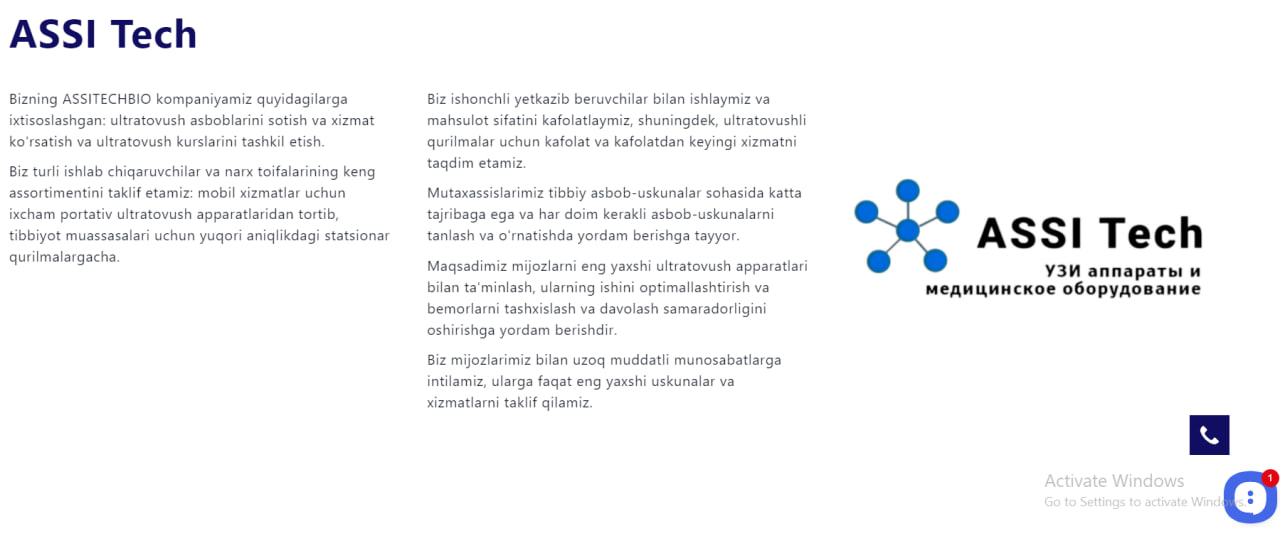 ASSI Tech
Bizning ASSITECHBIO kompaniyamiz quyidagilarga
ixtisoslashgan: ultratovush asboblarini sotish va xizmat
ko'rsatish va ultratovush kurslarini tashkil etish.
Biz turli ishlab chiqaruvchilar va narx toifalarining keng
assortimentini taklif etamiz: mobil xizmatlar uchun
ixcham portativ ultratovush apparatlaridan tortib,
tibbiyot muassasalari uchun yuqori aniqlikdagi statsionar
qurilmalargacha.
Biz ishonchli yetkazib beruvchilar bilan ishlaymiz va
mahsulot sifatini kafolatlaymiz, shuningdek, ultratovushli
qurilmalar uchun kafolat va kafolatdan keyingi xizmatni
taqdim etamiz.
Mutaxassislarimiz tibbiy asbob-uskunalar sohasida katta
tajribaga ega va har doim kerakli asbob-uskunalarni
tanlash va o'rnatishda yordam berishga tayyor.
Maqsadimiz mijozlarni eng yaxshi ultratovush apparatlari
bilan ta'minlash, ularning ishini optimallashtirish va
bemorlarni tashxislash va davolash samaradorligini
oshirishga yordam berishdir.
Biz mijozlarimiz bilan uzoq muddatli munosabatlarga
intilamiz, ularga faqat eng yaxshi uskunalar va
xizmatlarni taklif qilamiz.
ASSI Tech
УЗИ аппараты и
медицинское оборудование
Activate Windows
Go to Settings to activate Windows.
1